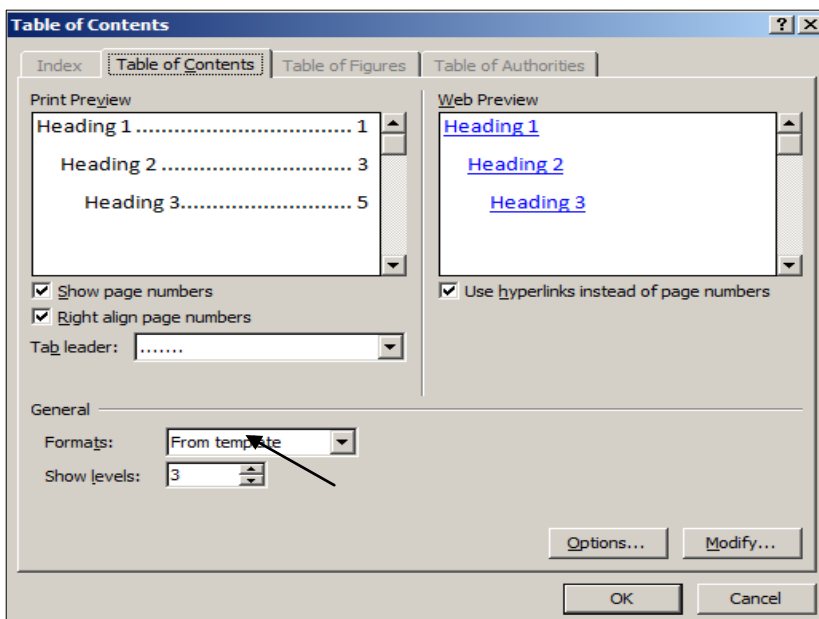 Table of Contents
Index Table of Contents Table of Figures Table of Authorities
Print Preview
Heading 1 ................................ 1
Heading 2 ............................ 3
Heading 3......................... 5
Show page numbers
Right align page numbers
Tab leader: .......
Web Preview
Heading 1
Heading 2
Heading 3
Use hyperlinks instead of page numbers
General
Formats: From template
Show levels: 3
Options... Modify...
OK Cancel